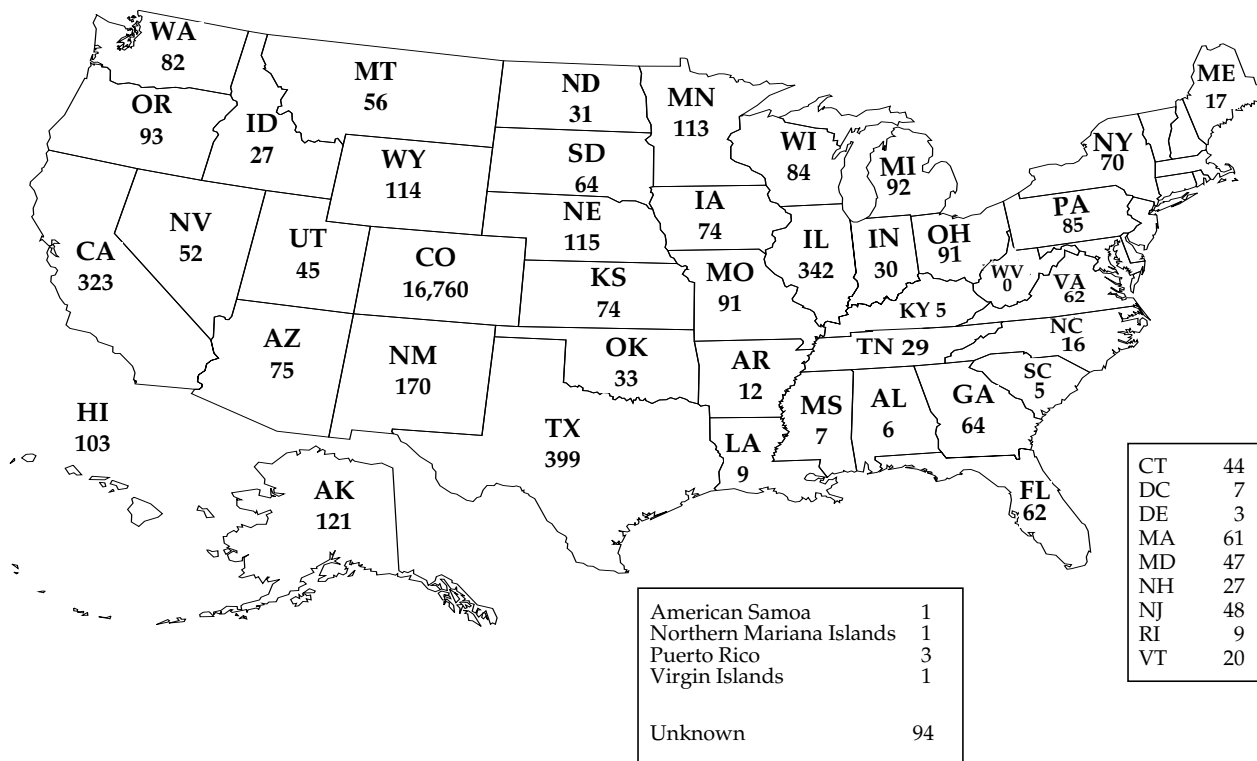 WA
82
MT
56
ND
31
MN
113
ME
17
OR
93
ID
27
WY
114
SD
64
WI
84
MI
92
NY
70
NV
52
UT
45
CO
16,760
NE
115
IA
74
IL
342
IN
30
OH
91
PA
85
CA
323
KS
74
MO
91
WV
0
VA
62
KY 5
AZ
75
NM
170
OK
33
AR
12
TN 29
NC
16
SC
5
HI
103
TX
399
LA
9
MS
7
AL
6
GA
64
AK
121
FL
62
CT 44
DC 7
DE 3
MA 61
MD 47
NH 27
NJ 48
RI 9
VT 20
American Samoa 1
Northern Mariana Islands 1
Puerto Rico 3
Virgin Islands 1
Unknown 94